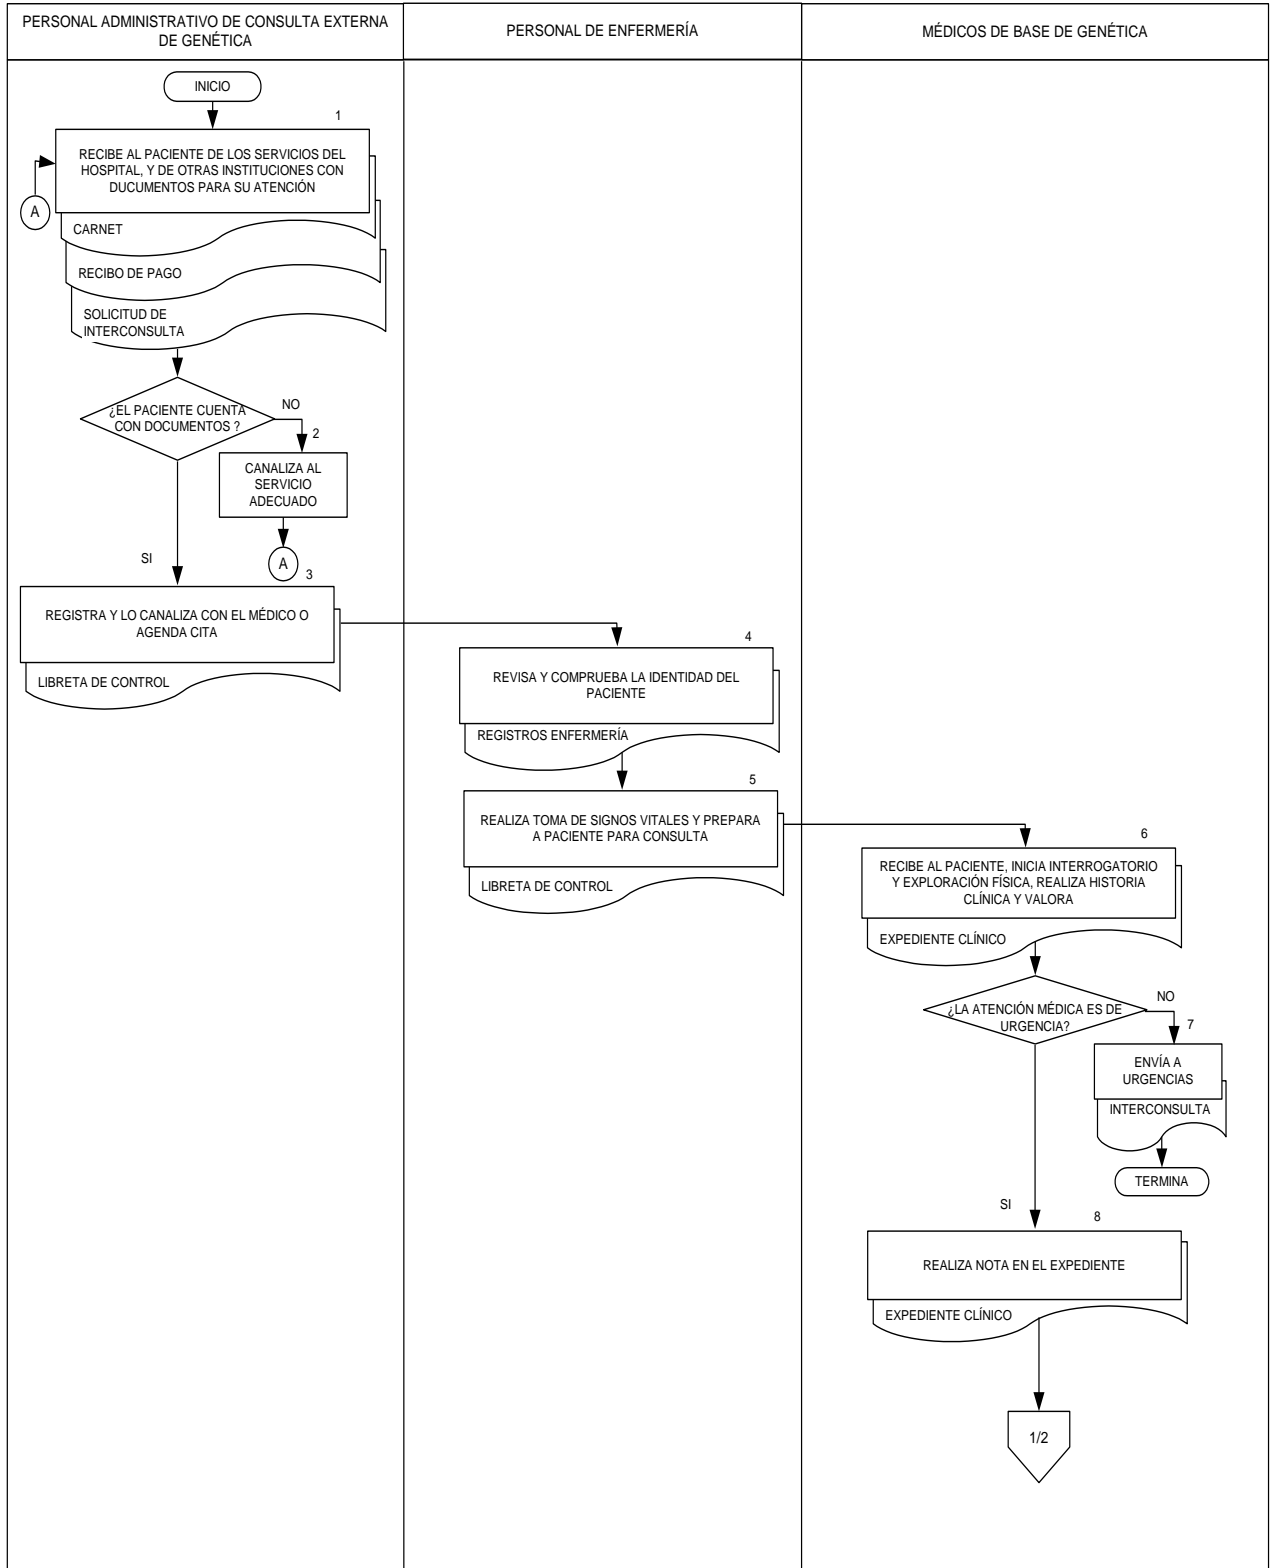 PERSONAL ADMINISTRATIVO DE CONSULTA EXTERNA
DE GENÉTICA
PERSONAL DE ENFERMERÍA
MÉDICOS DE BASE DE GENÉTICA
INICIO
1
RECIBE AL PACIENTE DE LOS SERVICIOS DEL
HOSPITAL, Y DE OTRAS INSTITUCIONES CON
DUCUMENTOS PARA SU ATENCIÓN
A
CARNET
RECIBO DE PAGO
SOLICITUD DE
INTERCONSULTA
¿EL PACIENTE CUENTA
CON DOCUMENTOS ?
NO
2
CANALIZA AL
SERVICIO
ADECUADO
A
SI
3
REGISTRA Y LO CANALIZA CON EL MÉDICO O
AGENDA CITA
LIBRETA DE CONTROL
4
REVISA Y COMPRUEBA LA IDENTIDAD DEL
PACIENTE
REGISTROS ENFERMERÍA
5
REALIZA TOMA DE SIGNOS VITALES Y PREPARA
A PACIENTE PARA CONSULTA
LIBRETA DE CONTROL
6
RECIBE AL PACIENTE, INICIA INTERROGATORIO
Y EXPLORACIÓN FÍSICA, REALIZA HISTORIA
CLÍNICA Y VALORA
EXPEDIENTE CLÍNICO
¿LA ATENCIÓN MÉDICA ES DE
URGENCIA?
NO
7
ENVÍA A
URGENCIAS
INTERCONSULTA
TERMINA
SI
8
REALIZA NOTA EN EL EXPEDIENTE
EXPEDIENTE CLÍNICO
1/2